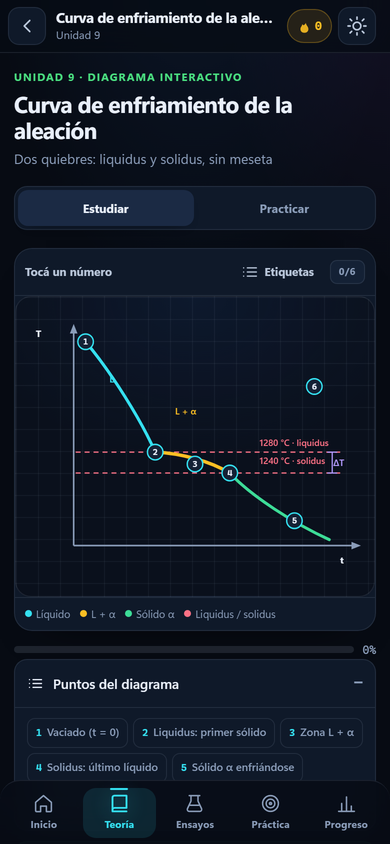 Curva de enfriamiento de la ale...
Unidad 9
0
UNIDAD 9 · DIAGRAMA INTERACTIVO
Curva de enfriamiento de la
aleación
Dos quiebres: liquidus y solidus, sin meseta
Estudiar
Practicar
Tocá un número
Etiquetas
0/6
T
1
L
6
L + α
1280 °C · liquidus
2
1240 °C · solidus
ΔT
3
4
5
t
Líquido
L + α
Sólido α
Liquidus / solidus
0%
Puntos del diagrama
1 Vaciado (t = 0)
2 Liquidus: primer sólido
3 Zona L + α
4 Solidus: último líquido
5 Sólido α enfriándose
Inicio
Teoría
Ensayos
Práctica
Progreso